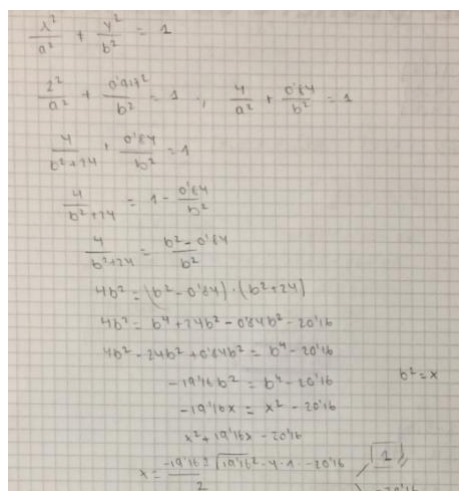 x²/a² + y²/b² = 1
2²/a² + 0'917²/b² = 1 ; 4/a² + 0'84/b² = 1
4/b²+24 + 0'84/b² = 1
4/b²+24 = 1 - 0'84/b²
4/b²+24 = b²-0'84/b²
4b² = (b²-0'84)·(b²+24)
4b² = b⁴+24b²-0'84b²-20'16
4b²-24b²+0'84b² = b⁴-20'16
-19'16b² = b⁴-20'16 b²=x
-19'16x = x²-20'16
x²+19'16x-20'16
x = -19'16±√19'16²-4·1·-20'16/2 1
-20'16